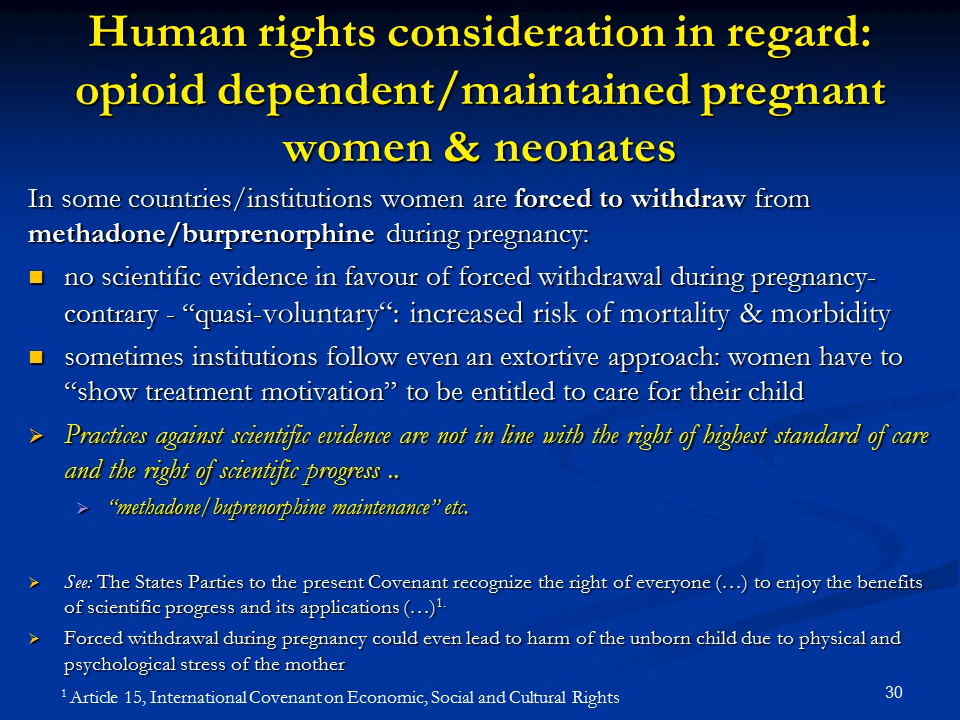 Human rights consideration in regard:
opioid dependent/maintained pregnant
women & neonates
In some countries/institutions women are forced to withdraw from
methadone/burprenorphine during pregnancy:
no scientific evidence in favour of forced withdrawal during pregnancy-
contrary - “quasi-voluntary“: increased risk of mortality & morbidity
sometimes institutions follow even an extortive approach: women have to
“show treatment motivation” to be entitled to care for their child
Practices against scientific evidence are not in line with the right of highest standard of care
and the right of scientific progress ..
“methadone/buprenorphine maintenance” etc.
See: The States Parties to the present Covenant recognize the right of everyone (…) to enjoy the benefits
of scientific progress and its applications (…)1.
Forced withdrawal during pregnancy could even lead to harm of the unborn child due to physical and
psychological stress of the mother
1 Article 15, International Covenant on Economic, Social and Cultural Rights
30